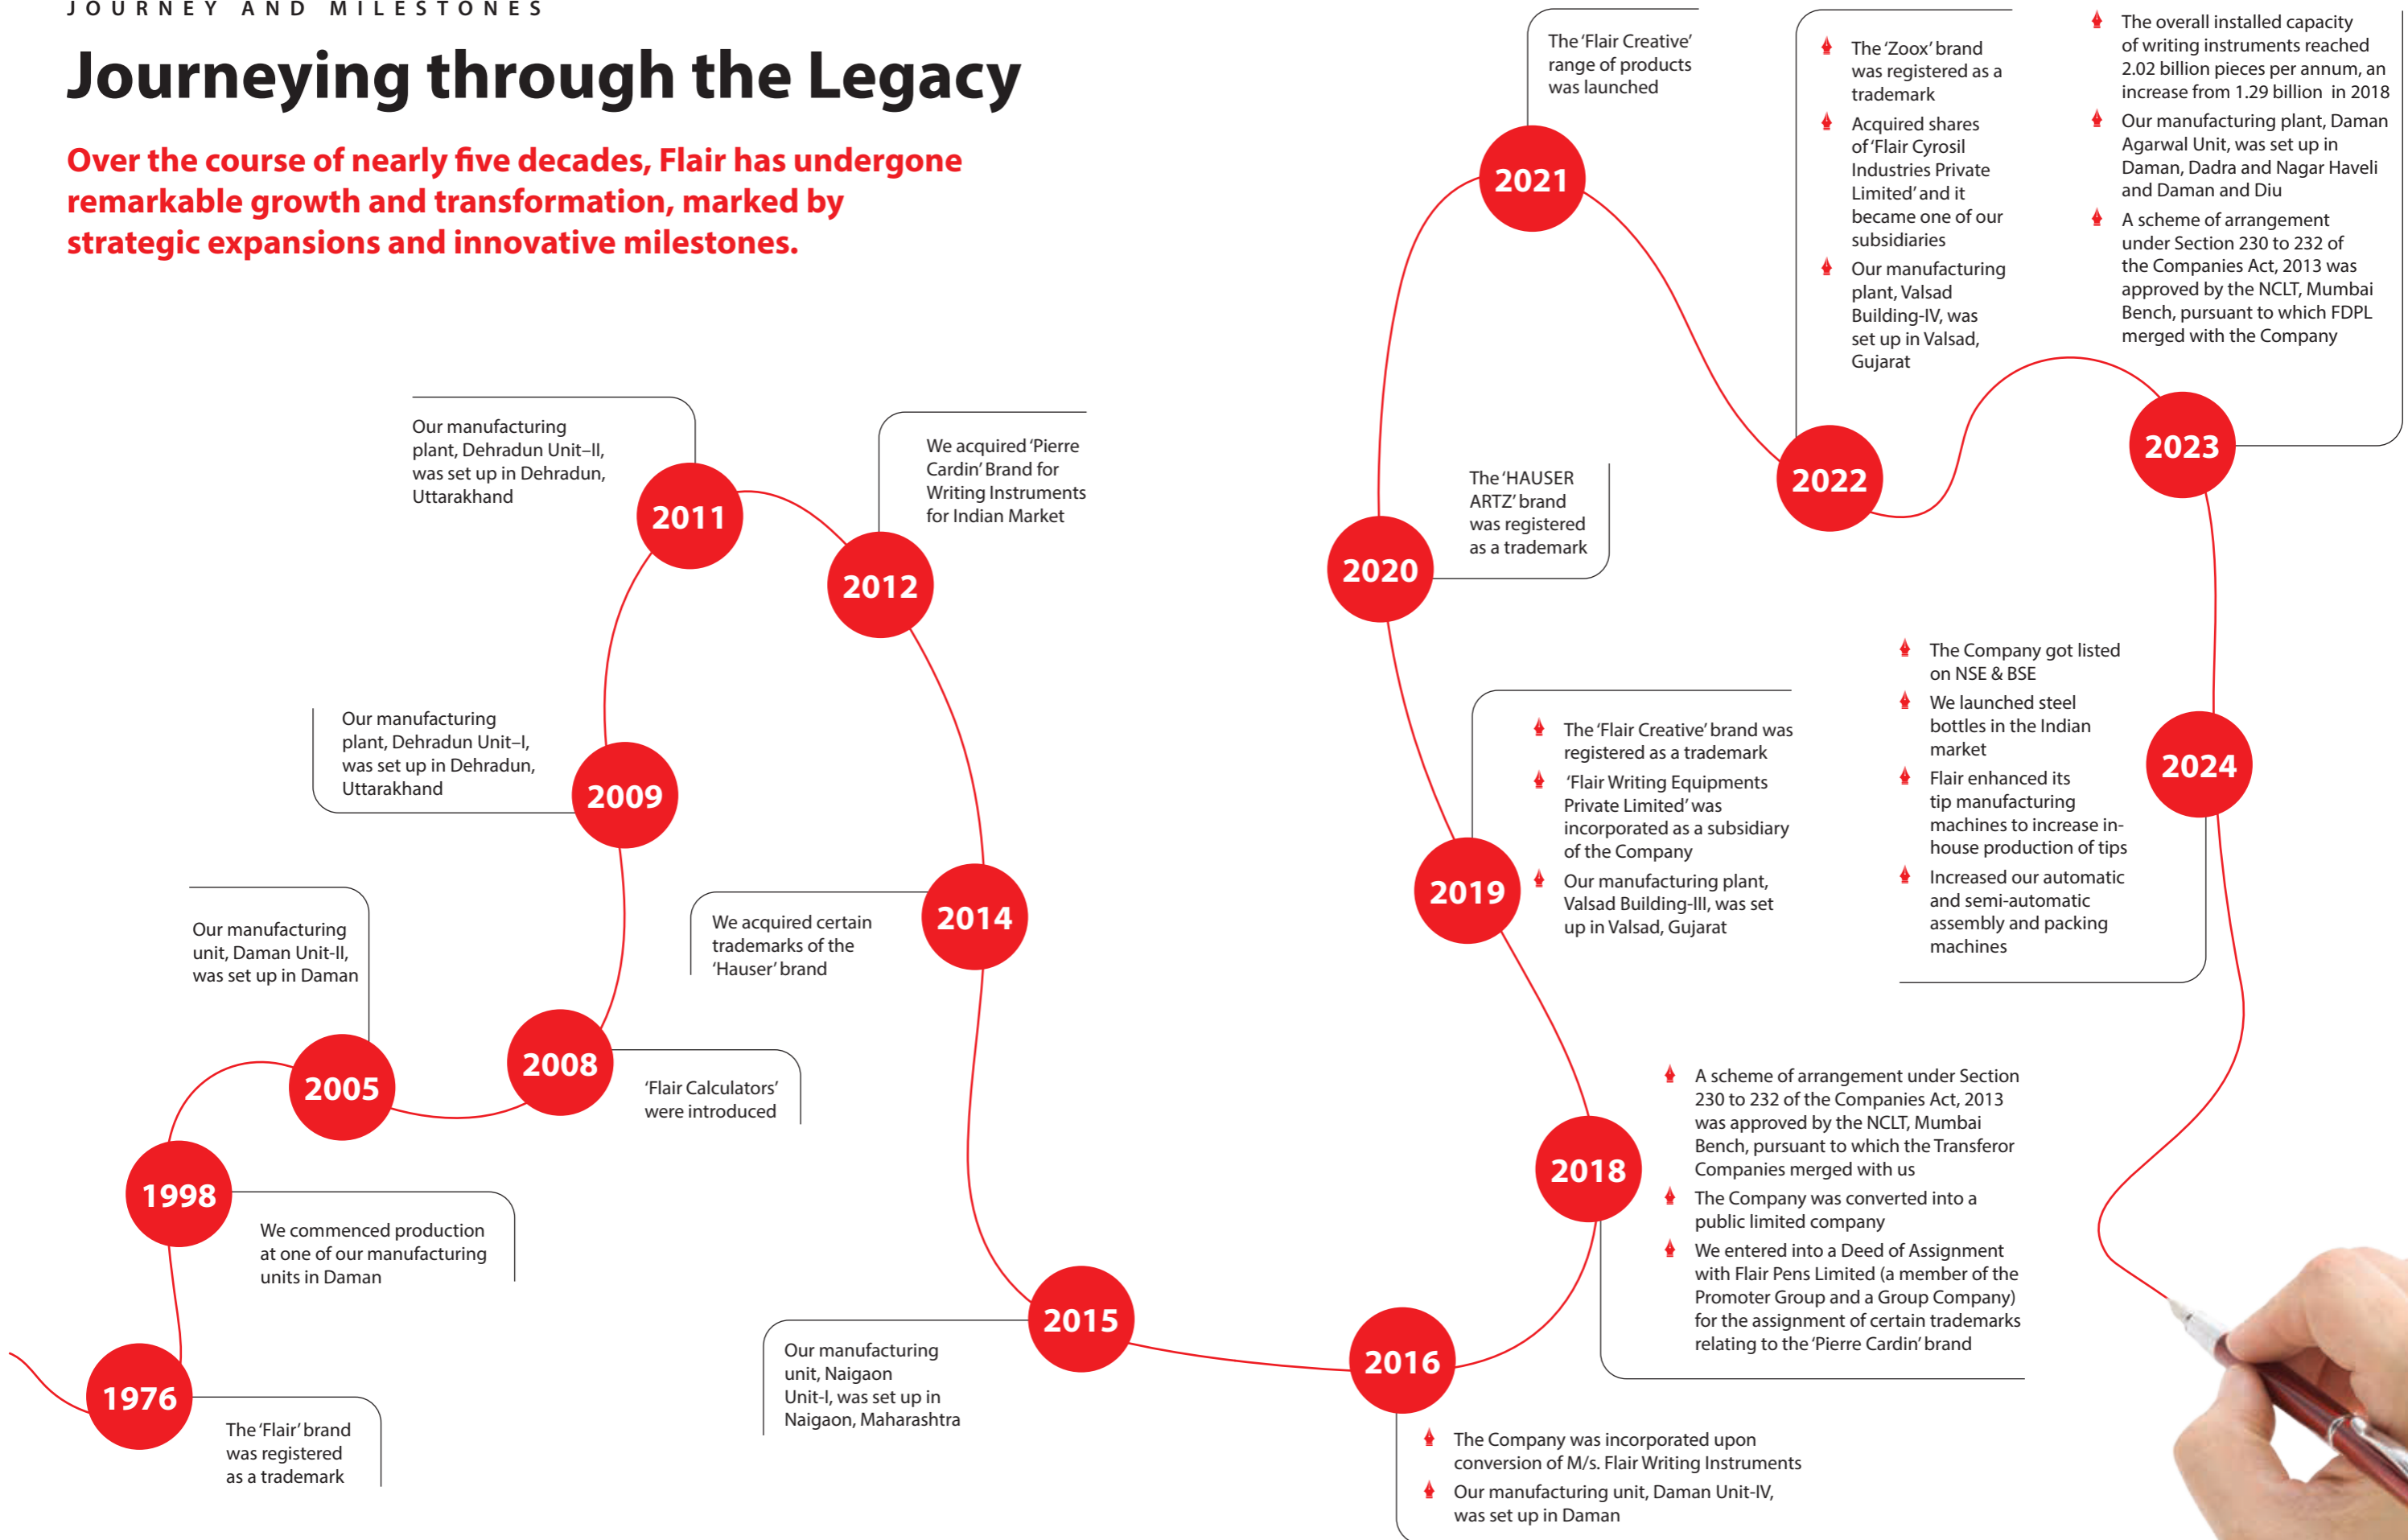 JOURNEY AND MILESTONES
Journeying through the Legacy
Over the course of nearly five decades, Flair has undergone
remarkable growth and transformation, marked by
strategic expansions and innovative milestones.
1976
The ‘Flair’ brand
was registered
as a trademark
1998
We commenced production
at one of our manufacturing
units in Daman
2005
Our manufacturing
unit, Daman Unit-II,
was set up in Daman
2008
‘Flair Calculators’
were introduced
2009
Our manufacturing
plant, Dehradun Unit–I,
was set up in Dehradun,
Uttarakhand
2011
Our manufacturing
plant, Dehradun Unit–II,
was set up in Dehradun,
Uttarakhand
2012
We acquired ‘Pierre
Cardin’ Brand for
Writing Instruments
for Indian Market
2014
We acquired certain
trademarks of the
‘Hauser’ brand
2015
Our manufacturing
unit, Naigaon
Unit-I, was set up in
Naigaon, Maharashtra
2016
The Company was incorporated upon
conversion of M/s. Flair Writing Instruments
Our manufacturing unit, Daman Unit-IV,
was set up in Daman
2018
A scheme of arrangement under Section
230 to 232 of the Companies Act, 2013
was approved by the NCLT, Mumbai
Bench, pursuant to which the Transferor
Companies merged with us
The Company was converted into a
public limited company
We entered into a Deed of Assignment
with Flair Pens Limited (a member of the
Promoter Group and a Group Company)
for the assignment of certain trademarks
relating to the ‘Pierre Cardin’ brand
2019
The ‘Flair Creative’ brand was
registered as a trademark
‘Flair Writing Equipments
Private Limited’ was
incorporated as a subsidiary
of the Company
Our manufacturing plant,
Valsad Building-III, was set
up in Valsad, Gujarat
2020
The ‘HAUSER
ARTZ’ brand
was registered
as a trademark
2021
The ‘Flair Creative’
range of products
was launched
2022
The ‘Zoox’ brand
was registered as a
trademark
Acquired shares
of ‘Flair Cyrosil
Industries Private
Limited’ and it
became one of our
subsidiaries
Our manufacturing
plant, Valsad
Building-IV, was
set up in Valsad,
Gujarat
2023
The overall installed capacity
of writing instruments reached
2.02 billion pieces per annum, an
increase from 1.29 billion in 2018
Our manufacturing plant, Daman
Agarwal Unit, was set up in
Daman, Dadra and Nagar Haveli
and Daman and Diu
A scheme of arrangement
under Section 230 to 232 of
the Companies Act, 2013 was
approved by the NCLT, Mumbai
Bench, pursuant to which FDPL
merged with the Company
2024
The Company got listed
on NSE & BSE
We launched steel
bottles in the Indian
market
Flair enhanced its
tip manufacturing
machines to increase in-
house production of tips
Increased our automatic
and semi-automatic
assembly and packing
machines